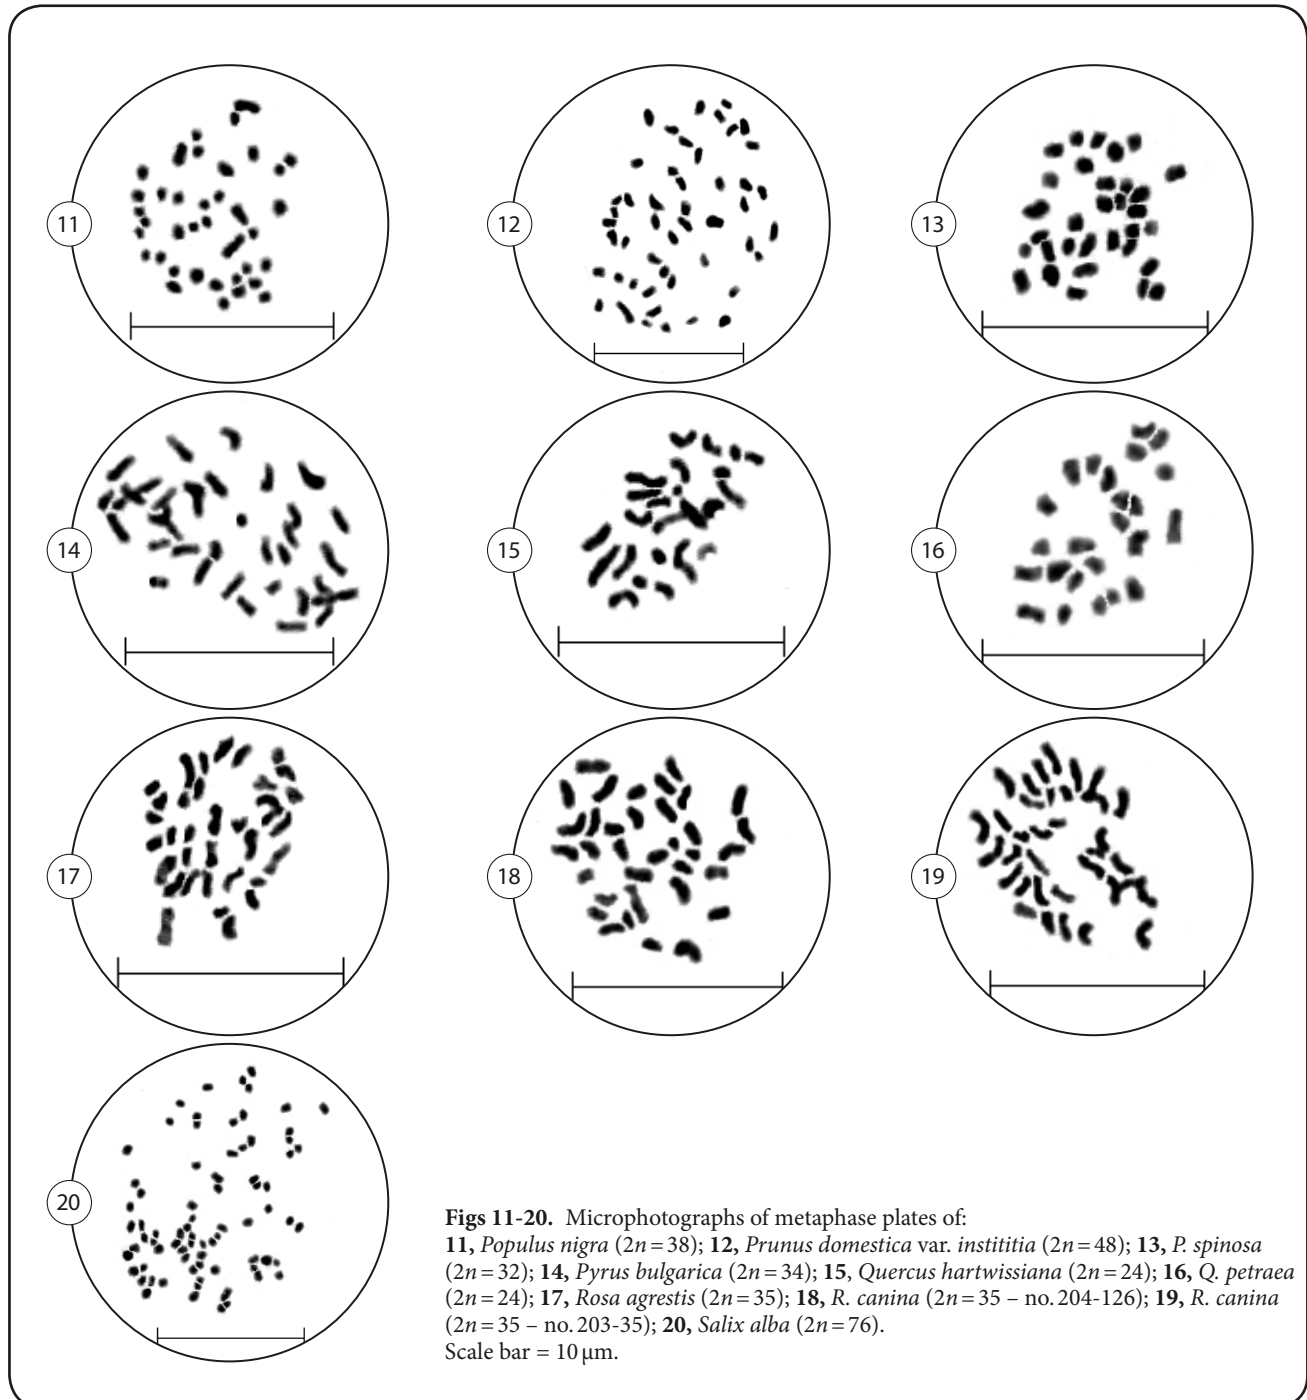 11
12
13
14
15
16
17
18
19
20
Figs 11-20. Microphotographs of metaphase plates of:
11, Populus nigra (2n = 38); 12, Prunus domestica var. instititia (2n = 48); 13, P. spinosa
(2n = 32); 14, Pyrus bulgarica (2n = 34); 15, Quercus hartwissiana (2n = 24); 16, Q. petraea
(2n = 24); 17, Rosa agrestis (2n = 35); 18, R. canina (2n = 35 – no. 204-126); 19, R. canina
(2n = 35 – no. 203-35); 20, Salix alba (2n = 76).
Scale bar = 10 μm.